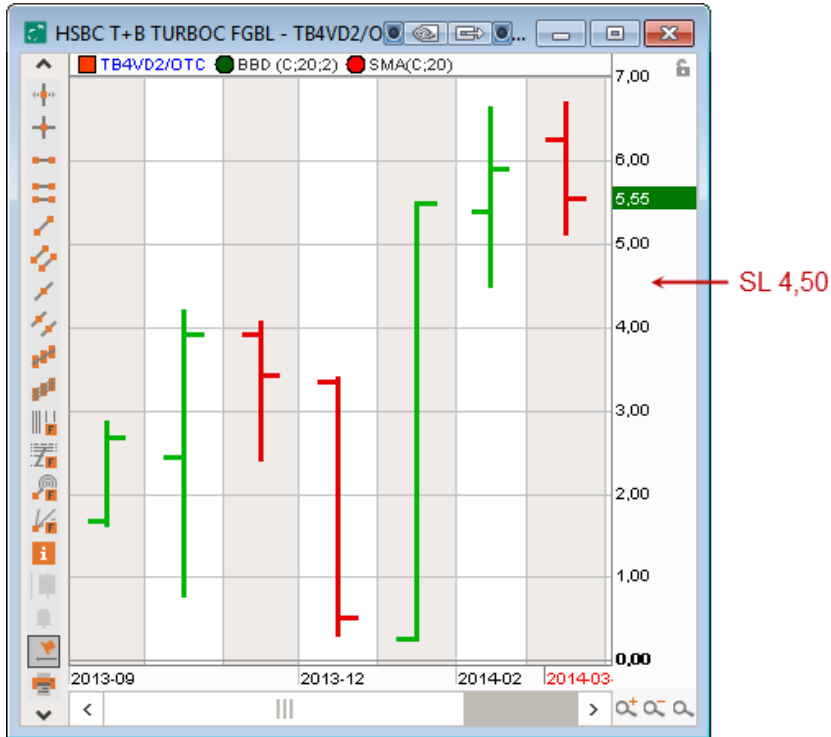 HSBC T+B TURBOC FGBL - TB4VD2/O ...
TB4VD2/OTC BBD (C;20;2) SMA(C;20)
7,00
6,00
5,55
5,00
SL 4,50
4,00
3,00
2,00
1,00
0,00
2013-09 2013-12 2014-02 2014-03-